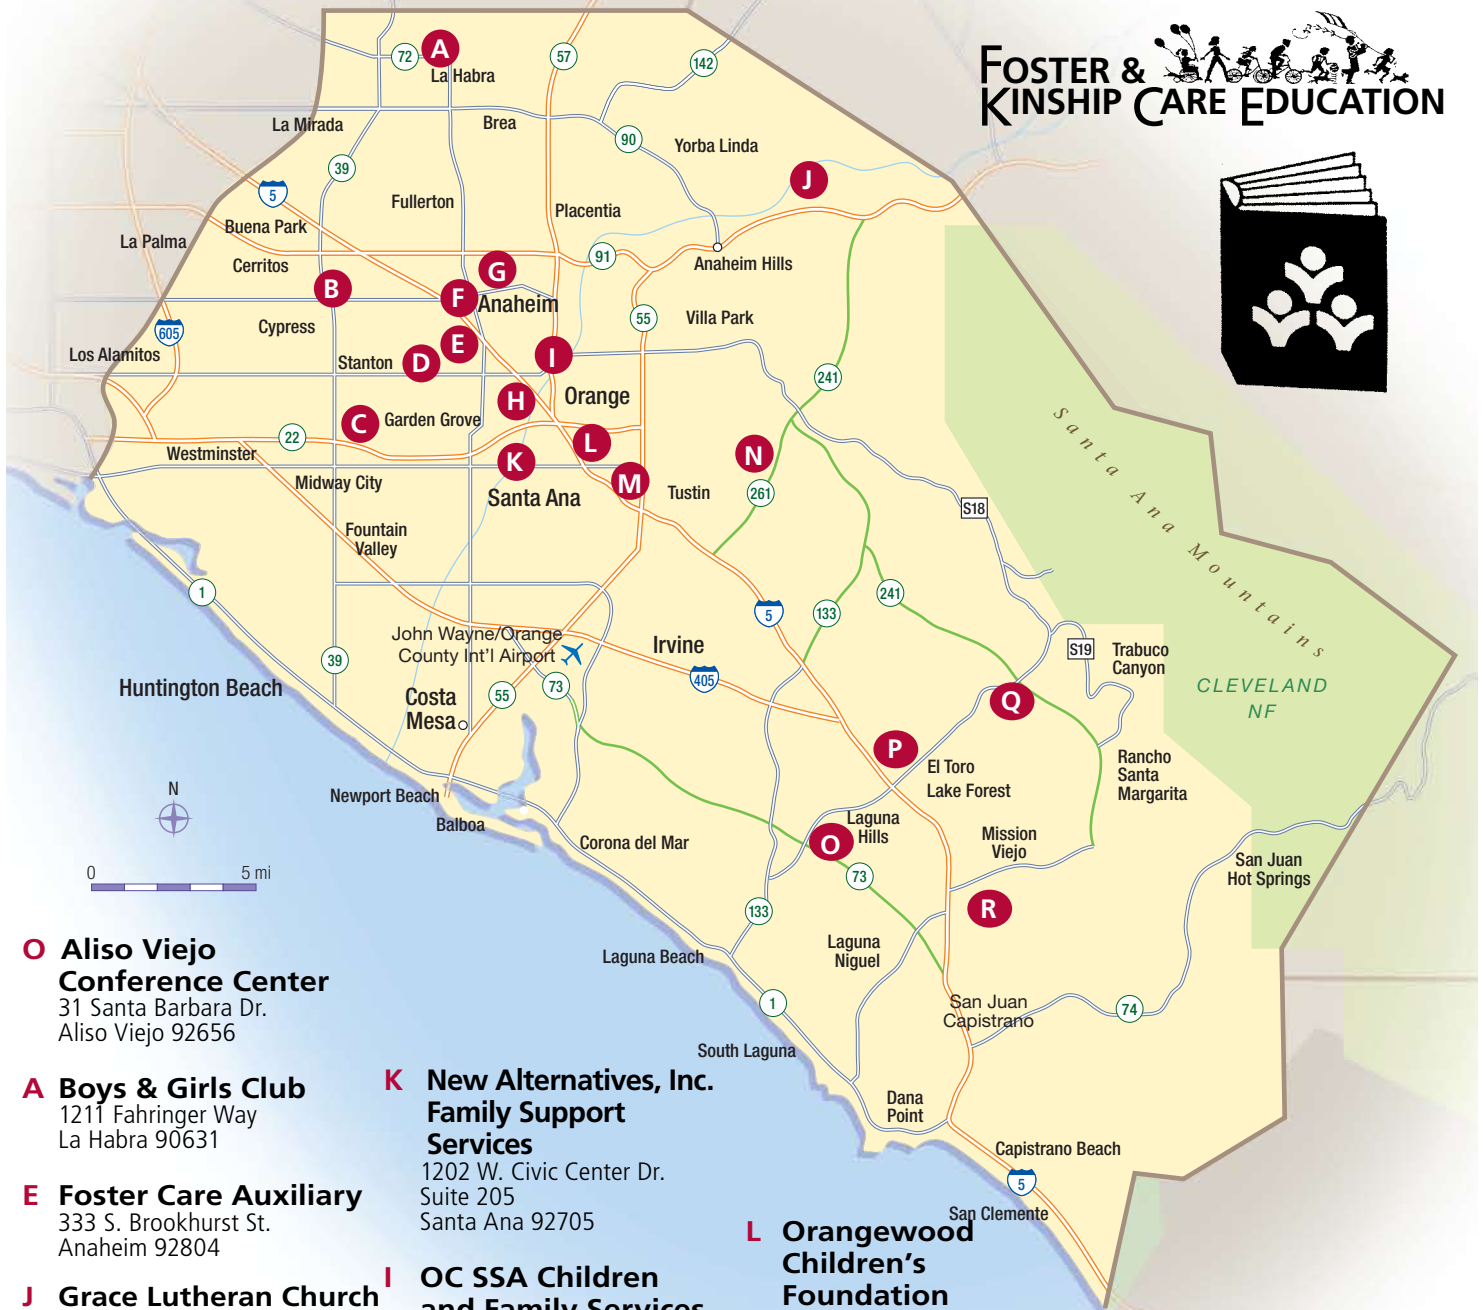 FOSTER &
KINSHIP CARE EDUCATION
A
72
57
142
La Habra
La Mirada
Brea
90
Yorba Linda
39
J
5
Fullerton
Placentia
Buena Park
La Palma
91
Cerritos
G
Anaheim Hills
B
F
Anaheim
55
Villa Park
Cypress
605
E
Los Alamitos
Stanton
D
I
241
H
Orange
C
Garden Grove
22
L
Westminster
K
N
Midway City
M
Santa Ana
Tustin
261
S18
Santa Ana Mountains
Fountain
Valley
1
5
133
241
John Wayne/Orange
County Int'l Airport
Irvine
39
405
S19
Trabuco
Canyon
Huntington Beach
Costa
Mesa
55
73
CLEVELAND
NF
Q
P
El Toro
Lake Forest
Rancho
Santa
Margarita
N
Newport Beach
Balboa
Laguna
Hills
O
Mission
Viejo
Corona del Mar
0
5 mi
73
San Juan
Hot Springs
133
R
Laguna
Niguel
Laguna Beach
1
San Juan
Capistrano
74
South Laguna
Dana
Point
Capistrano Beach
5
San Clemente
O Aliso Viejo
Conference Center
31 Santa Barbara Dr.
Aliso Viejo 92656
A Boys & Girls Club
1211 Fahringer Way
La Habra 90631
E Foster Care Auxiliary
333 S. Brookhurst St.
Anaheim 92804
J Grace Lutheran Church
K New Alternatives, Inc.
Family Support
Services
1202 W. Civic Center Dr.
Suite 205
Santa Ana 92705
I OC SSA Children
and Family Services
L Orangewood
Children's
Foundation